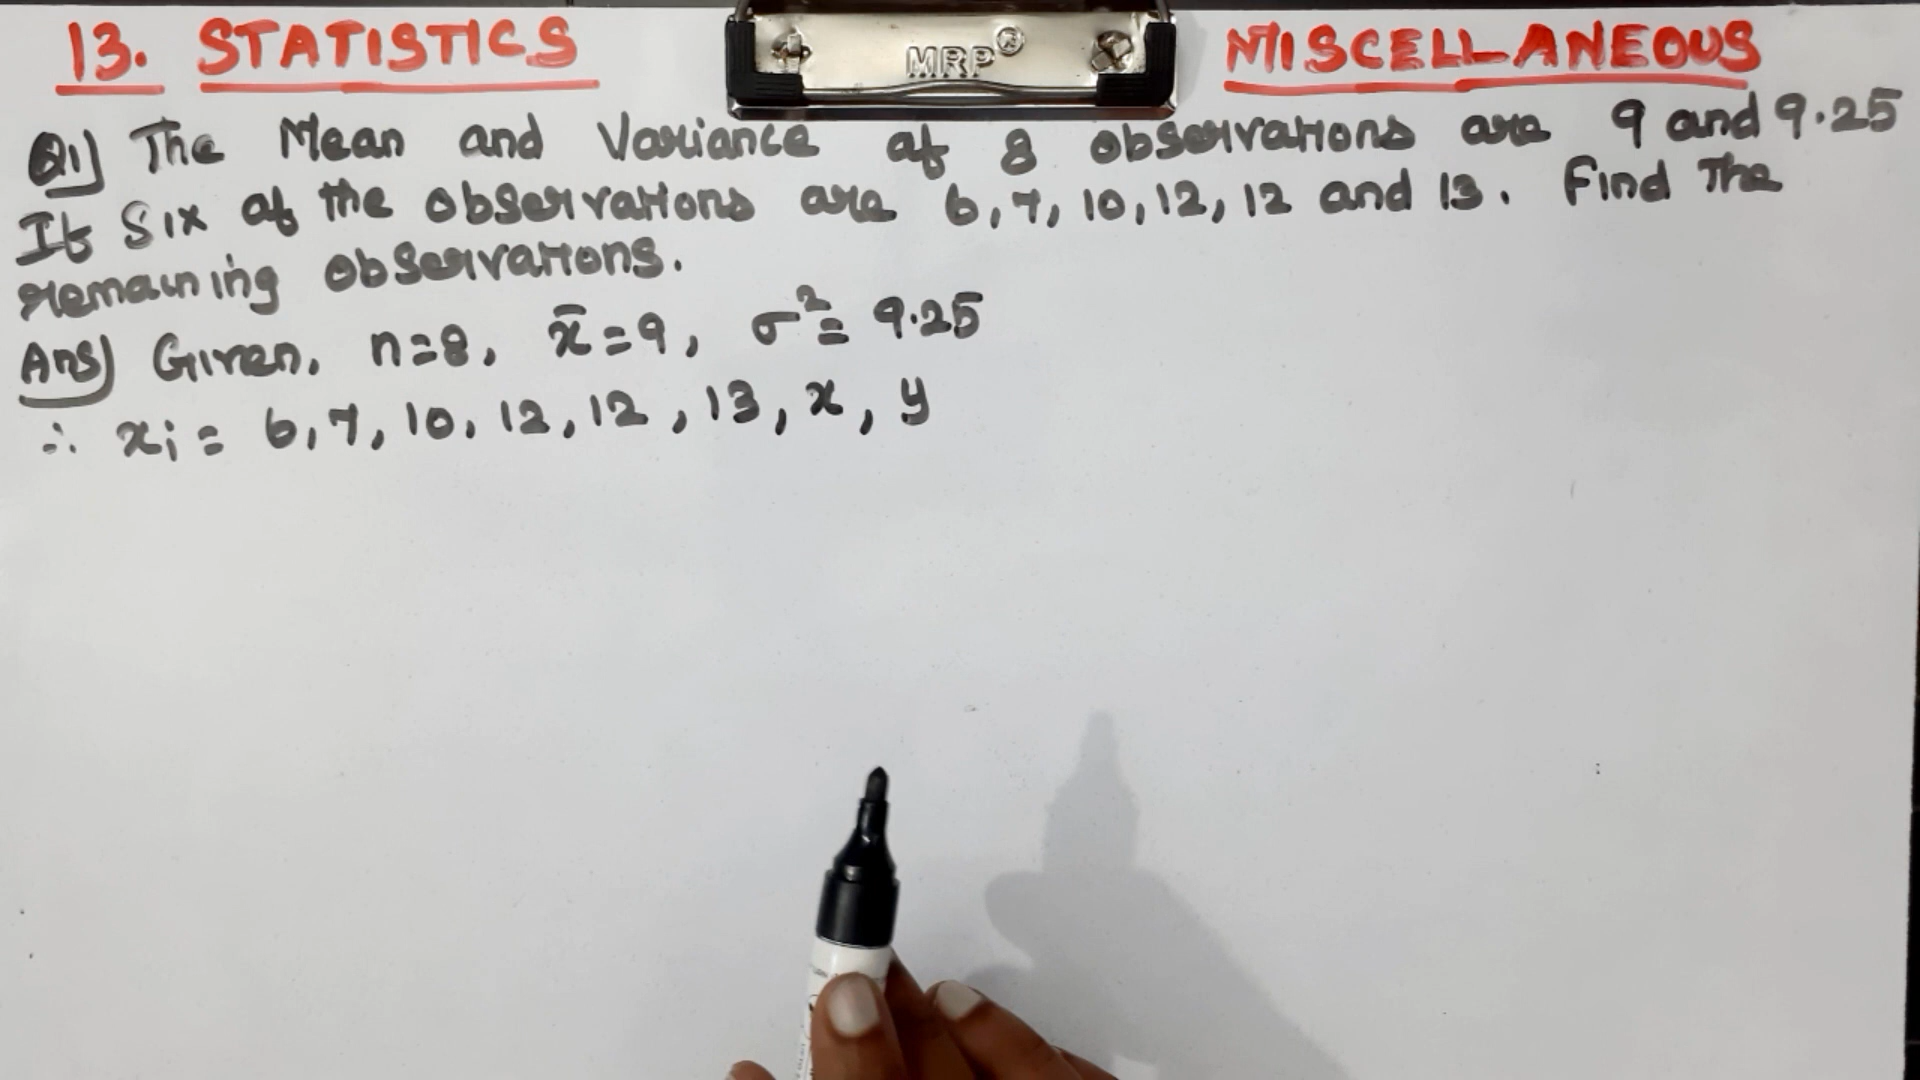 13. STATISTICS
MRP®
MISCELLANEOUS
Q1) The Mean and Variance of 8 observations are 9 and 9.25
If Six of the observations are 6, 7, 10, 12, 12 and 13. Find The
remaining observations.
Ans) Given, n=8, x̄=9, σ²=9.25
∴ xi = 6, 7, 10, 12, 12, 13, x, y